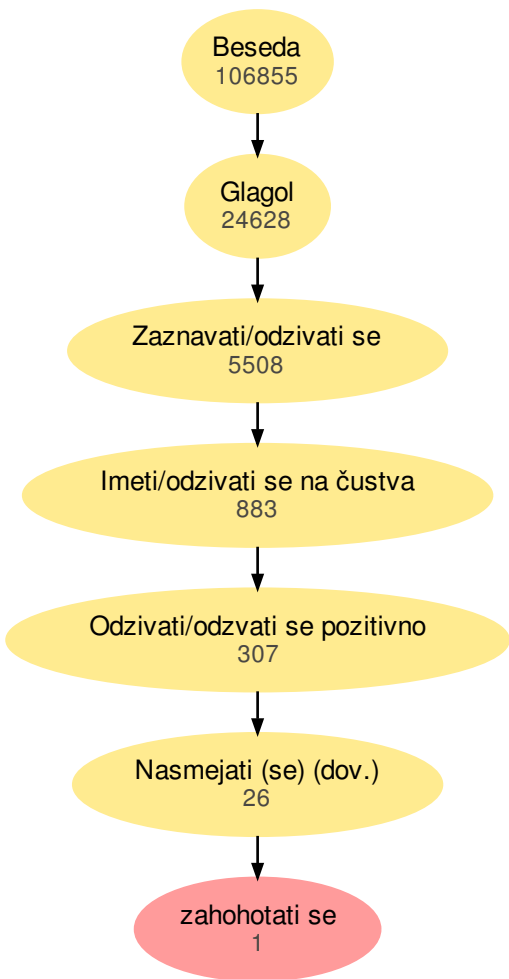 Beseda
106855
Glagol
24628
Zaznavati/odzivati se
5508
Imeti/odzivati se na čustva
883
Odzivati/odzvati se pozitivno
307
Nasmejati (se) (dov.)
26
zahohotati se
1